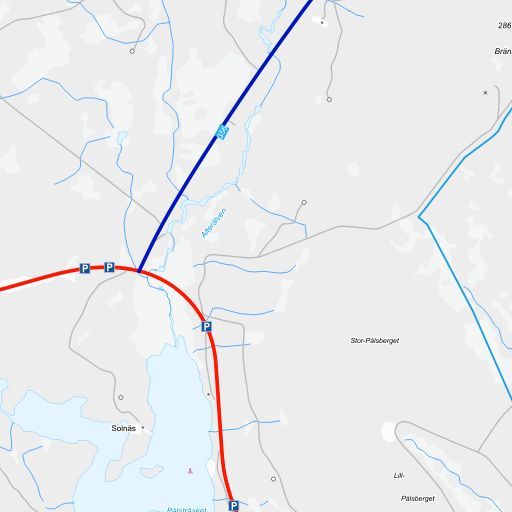 286
Brän
Alterälven
Stor-Pålsberget
P
P
P
Solnäs
Lill-
Pålsberget
Pålsträsket
P